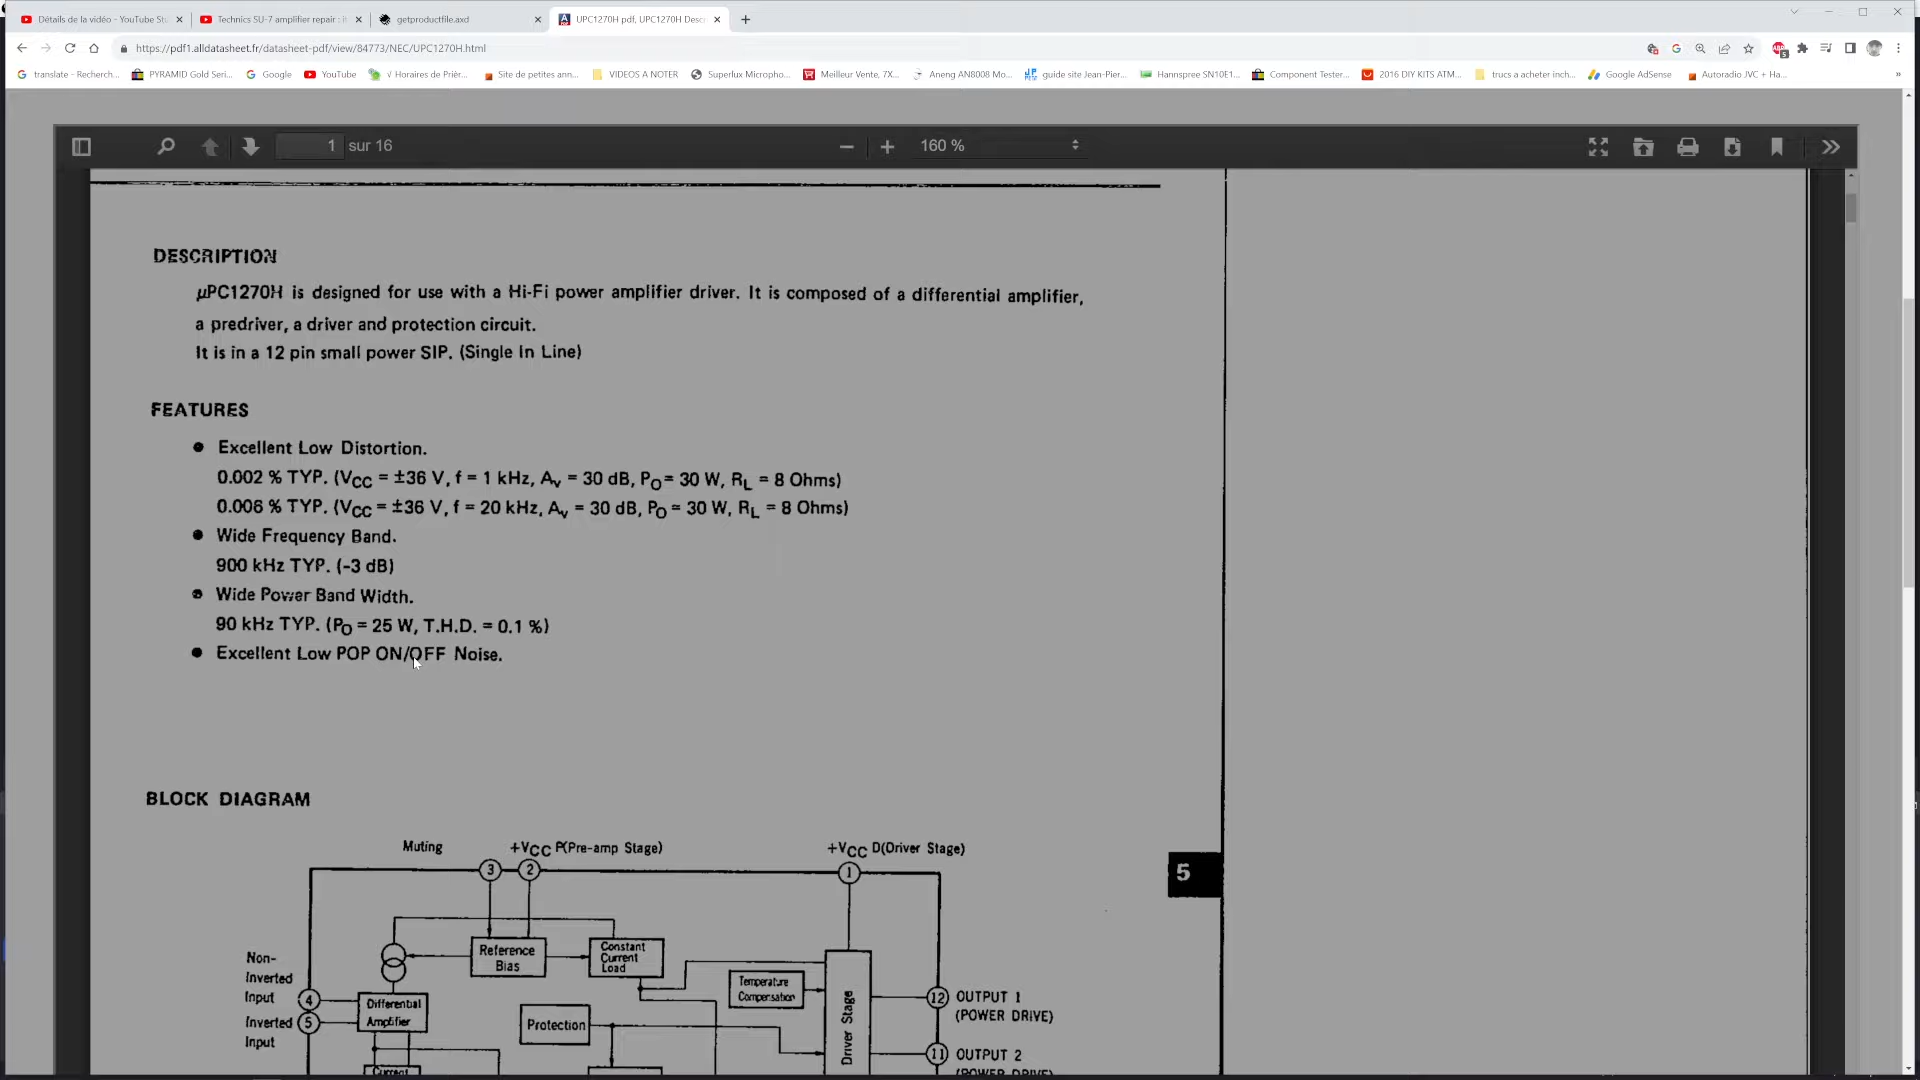 Détails de la vidéo - YouTube Stu
Technics SU-7 amplifier repair : i
getproductfile.axd
UPC1270H pdf, UPC1270H Desc
https://pdf1.alldatasheet.fr/datasheet-pdf/view/84773/NEC/UPC1270H.html
translate - Recherch...
PYRAMID Gold Seri...
Google
YouTube
√ Horaires de Prièr...
Site de petites ann...
VIDEOS A NOTER
Superlux Micropho...
Meilleur Vente, 7X...
Aneng AN8008 Mo...
guide site Jean-Pier...
Hannspree SN10E1...
Component Tester...
2016 DIY KITS ATM...
trucs a acheter inch...
Google AdSense
Autoradio JVC + Ha...
1 sur 16
160 %
DESCRIPTION
μPC1270H is designed for use with a Hi-Fi power amplifier driver. It is composed of a differential amplifier,
a predriver, a driver and protection circuit.
It is in a 12 pin small power SIP. (Single In Line)
FEATURES
● Excellent Low Distortion.
0.002 % TYP. (VCC = ±36 V, f = 1 kHz, Av = 30 dB, PO = 30 W, RL = 8 Ohms)
0.006 % TYP. (VCC = ±36 V, f = 20 kHz, Av = 30 dB, PO = 30 W, RL = 8 Ohms)
● Wide Frequency Band.
900 kHz TYP. (-3 dB)
● Wide Power Band Width.
90 kHz TYP. (PO = 25 W, T.H.D. = 0.1 %)
● Excellent Low POP ON/OFF Noise.
BLOCK DIAGRAM
Muting
+VCC P(Pre-amp Stage)
+VCC D(Driver Stage)
3
2
1
5
Reference
Bias
Constant
Current
Load
Non-
Inverted
Input
4
Differential
Amplifier
Temperature
Compensation
Driver Stage
12
OUTPUT 1
(POWER DRIVE)
Inverted
Input
5
Protection
11
OUTPUT 2
(POWER DRIVE)
Current